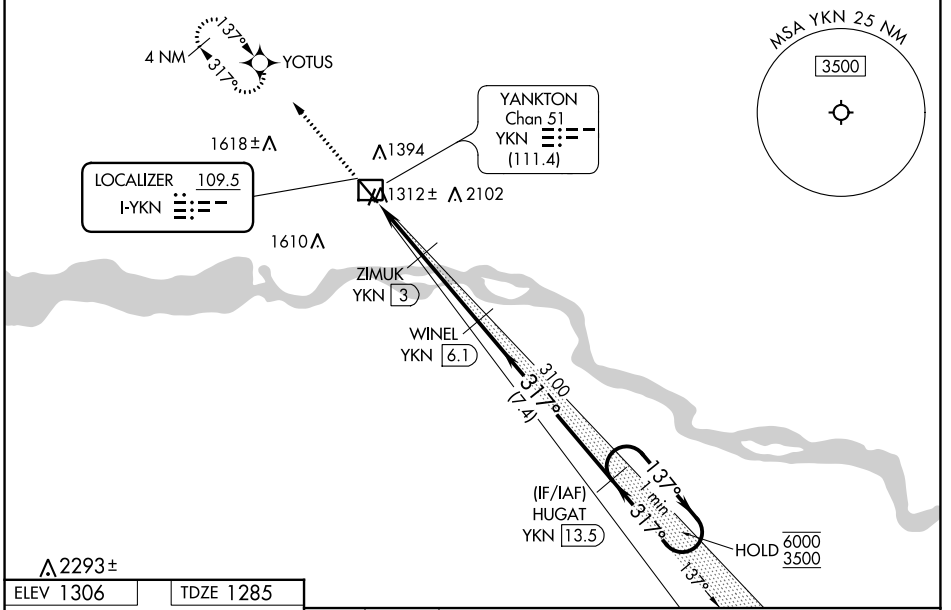 137°
317°
4 NM
YOTUS
MSA YKN 25 NM
3500
YANKTON
Chan 51
YKN
(111.4)
1618±
1394
LOCALIZER 109.5
I-YKN
1312±
2102
1610
ZIMUK
YKN 3
WINEL
YKN 6.1
3100
317°
(7.4)
137°
1 min
317°
(IF/IAF)
HUGAT
YKN 13.5
HOLD 6000
3500
137°
2293±
ELEV 1306
TDZE 1285